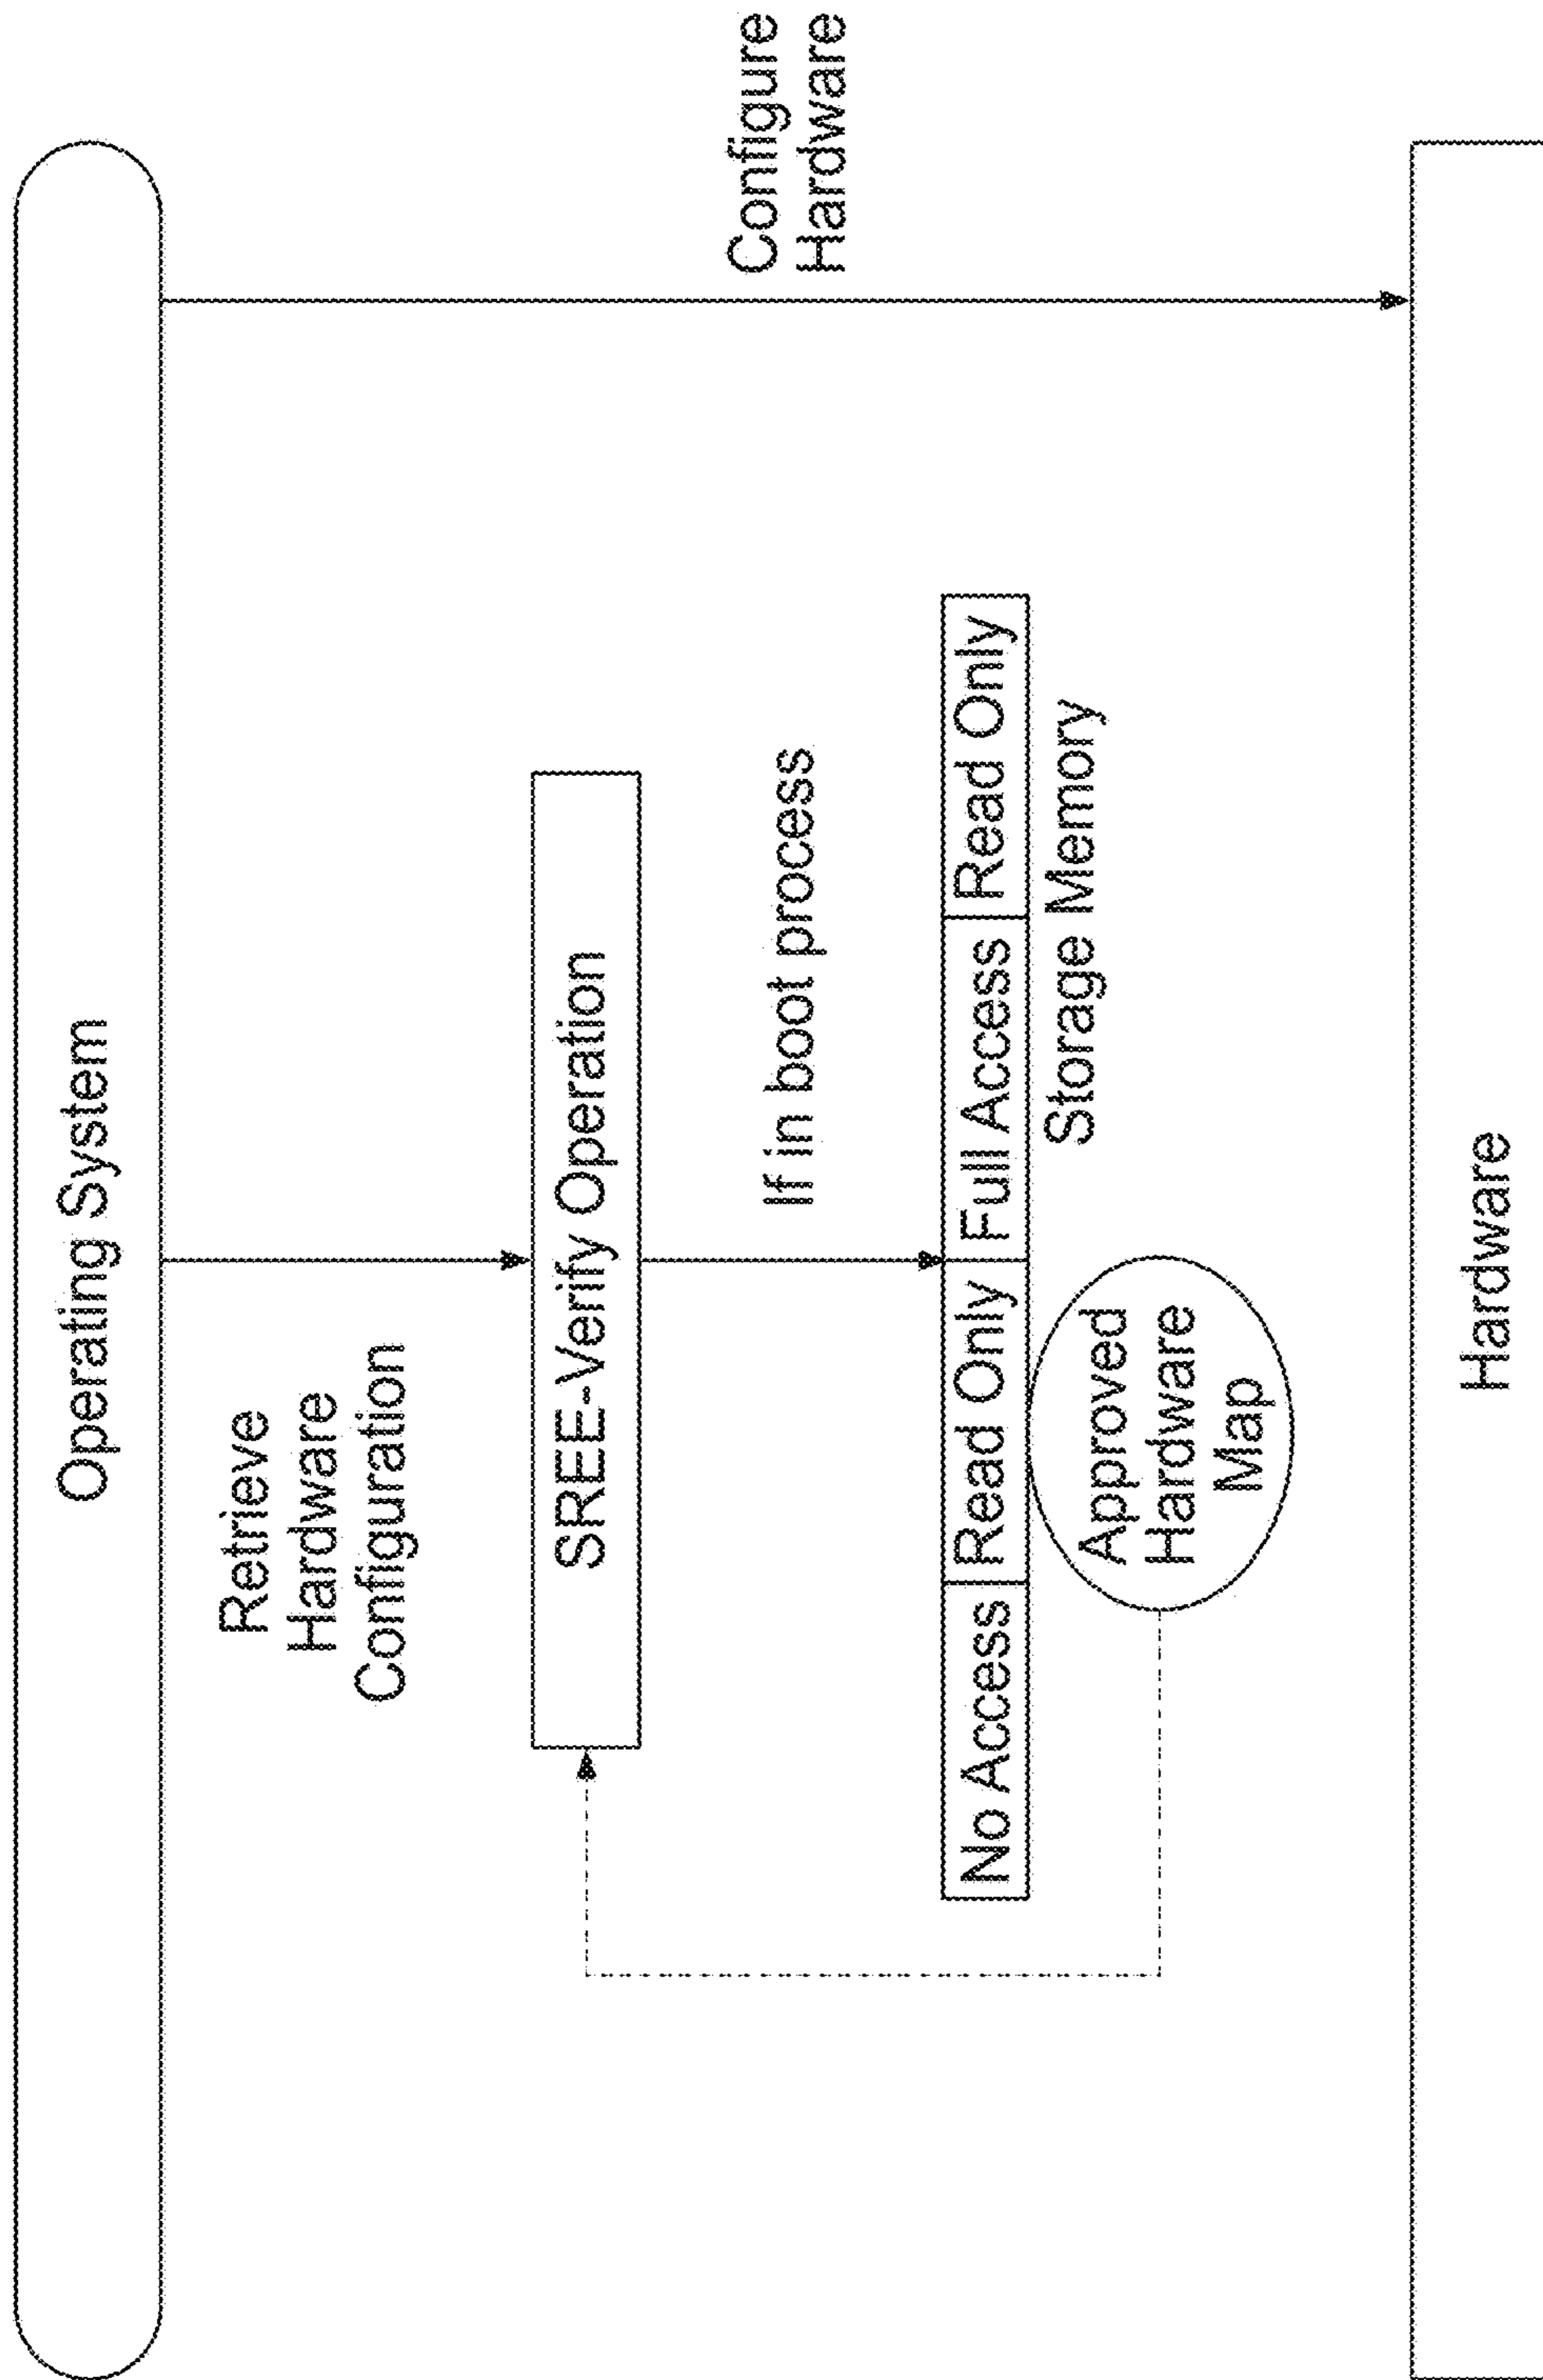 Operating System
Retrieve
Hardware
Configuration
SREE-Verify Operation
If in boot process
Configure
Hardware
No Access
Read Only
Full Access
Read Only
Storage Memory
Approved
Hardware
Map
Hardware